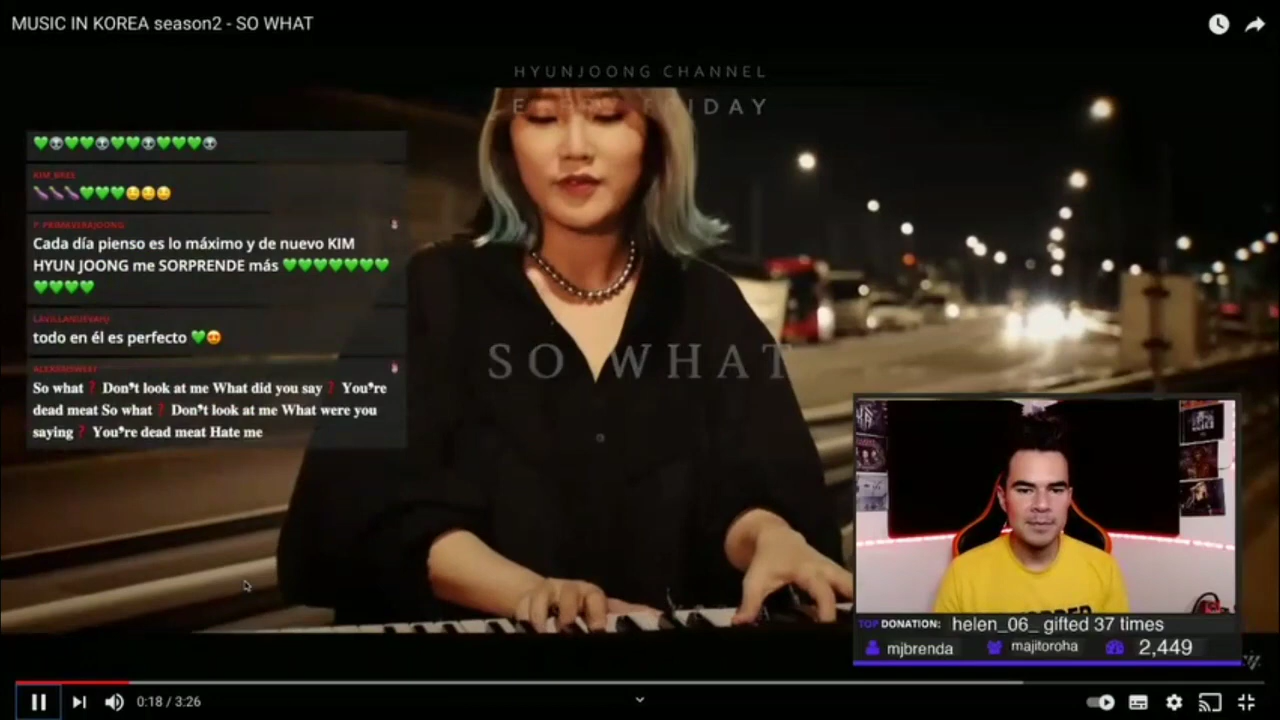 MUSIC IN KOREA season2 - SO WHAT
HYUNJOONG CHANNEL
💚👽💚💚👽💚💚👽💚💚💚👽
KIM_BREE
🍆🍆🍆💚💚💚
P_PRIMAVERAJOONG
Cada día pienso es lo máximo y de nuevo KIM
HYUN JOONG me SORPRENDE más 💚💚💚💚💚💚💚
💚💚💚💚
todo en él es perfecto 💚😍
So what❓Don❜t look at me What did you say❓You❜re
dead meat So what❓Don❜t look at me What were you
saying❓You❜re dead meat Hate me
SO WHAT
TOP DONATION: helen_06_ gifted 37 times
mjbrenda majitoroha 2,449
0:18 / 3:26